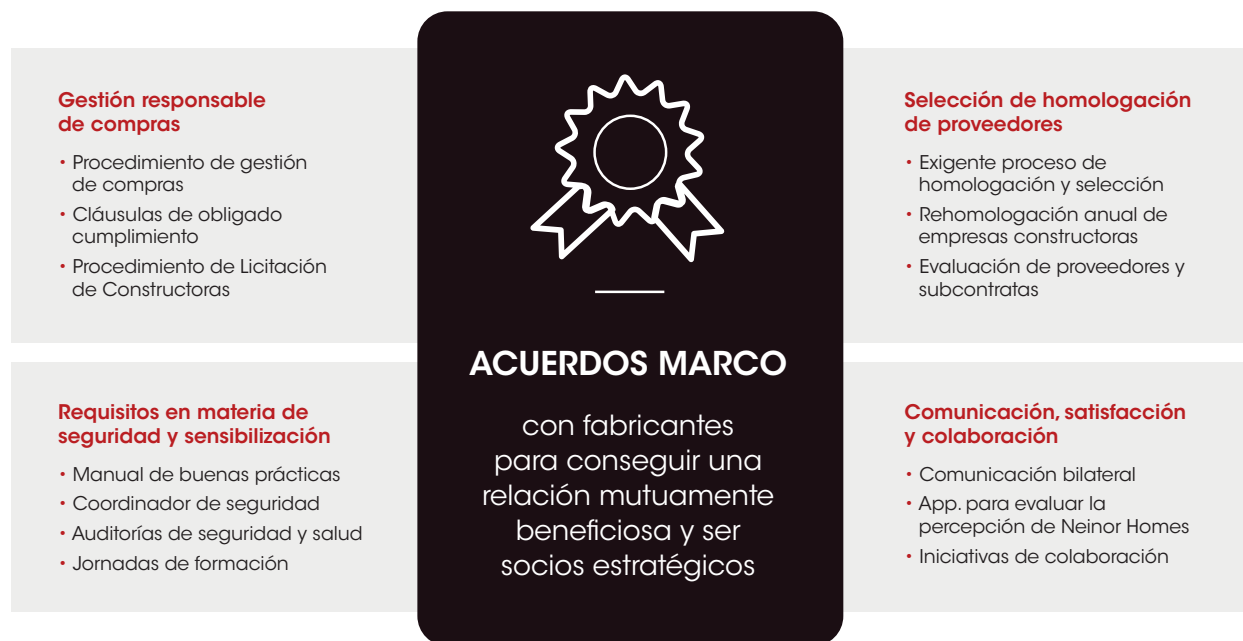 Gestión responsable
de compras
• Procedimiento de gestión
de compras
• Cláusulas de obligado
cumplimiento
• Procedimiento de Licitación
de Constructoras
Requisitos en materia de
seguridad y sensibilización
• Manual de buenas prácticas
• Coordinador de seguridad
• Auditorías de seguridad y salud
• Jornadas de formación
ACUERDOS MARCO
con fabricantes
para conseguir una
relación mutuamente
beneficiosa y ser
socios estratégicos
Selección de homologación
de proveedores
• Exigente proceso de
homologación y selección
• Rehomologación anual de
empresas constructoras
• Evaluación de proveedores y
subcontratas
Comunicación, satisfacción
y colaboración
• Comunicación bilateral
• App. para evaluar la
percepción de Neinor Homes
• Iniciativas de colaboración